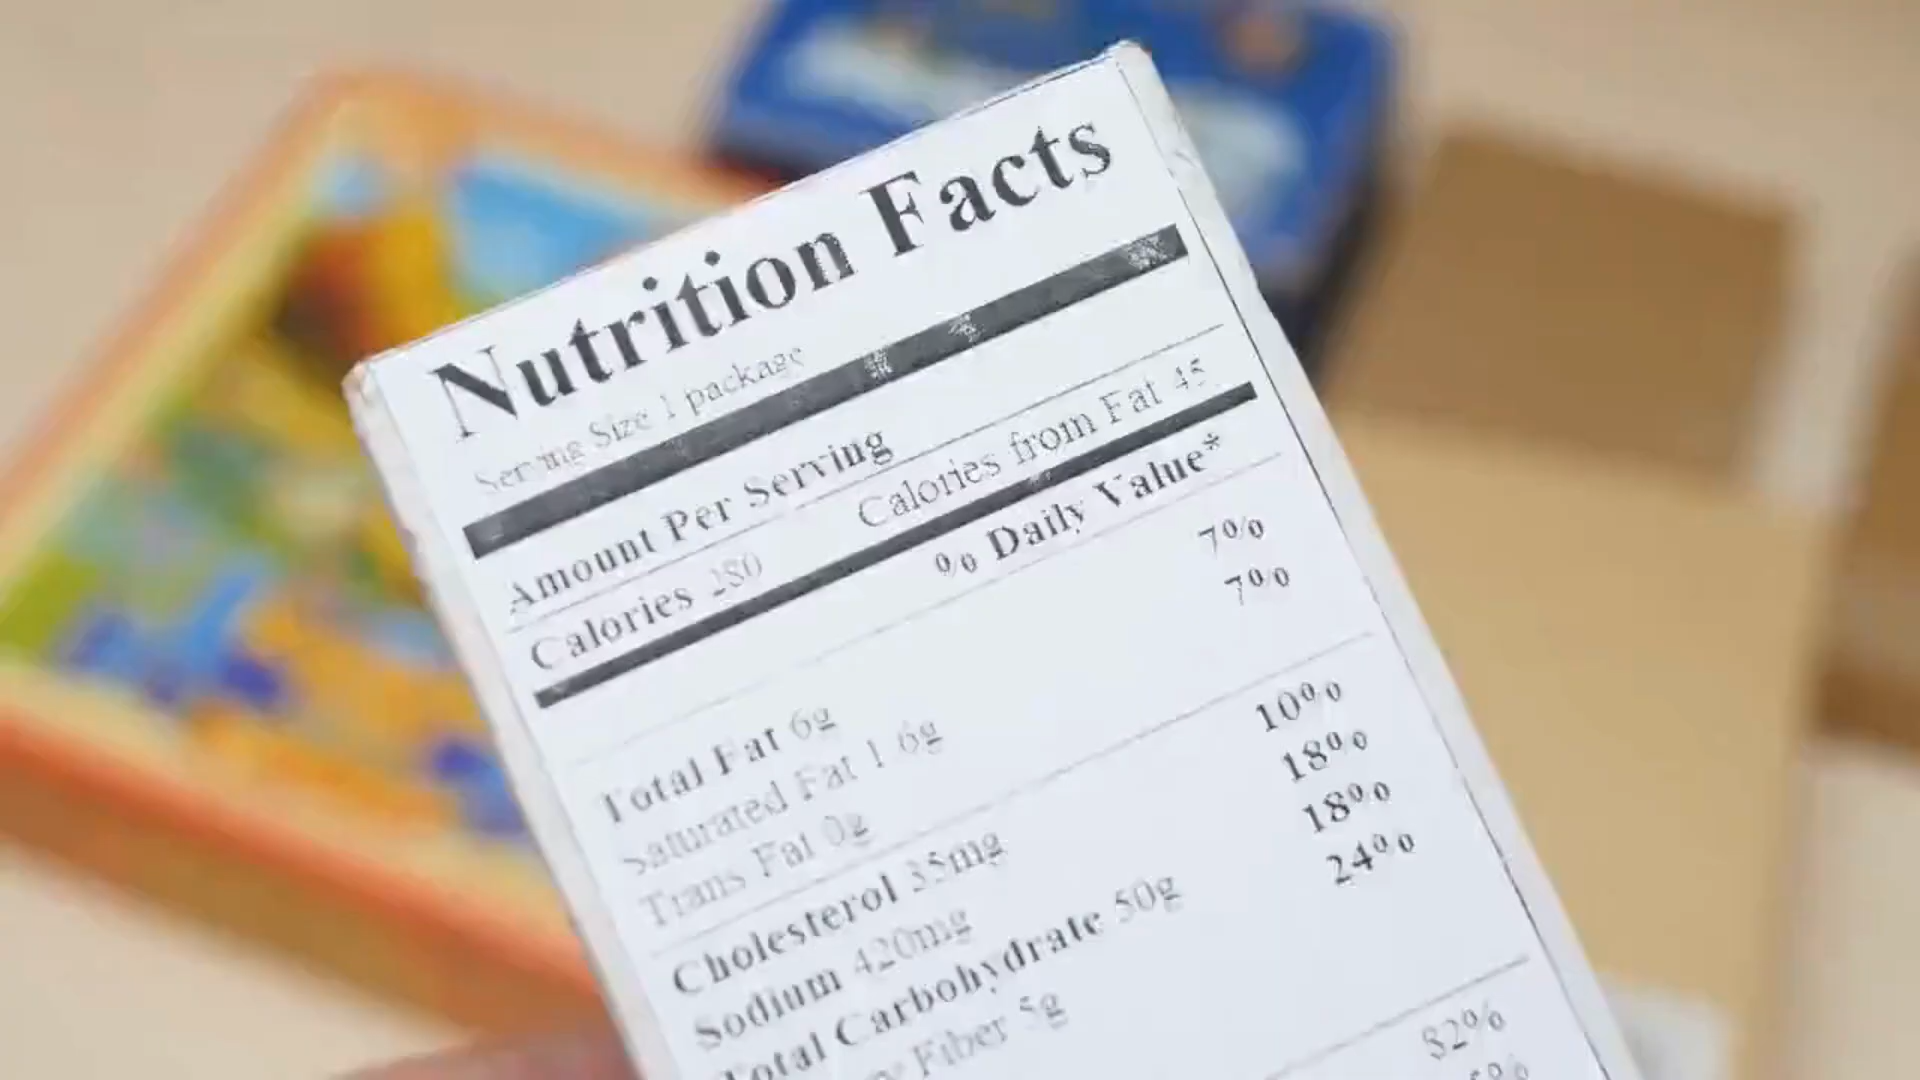 Nutrition Facts
Serving Size 1 package
Amount Per Serving
Calories 280 Calories from Fat 45
% Daily Value*
7%
7%
Total Fat 6g
Saturated Fat 1.6g
Trans Fat 0g
10%
18%
18%
24%
Cholesterol 35mg
Sodium 420mg
Total Carbohydrate 50g
Fiber 5g
82%